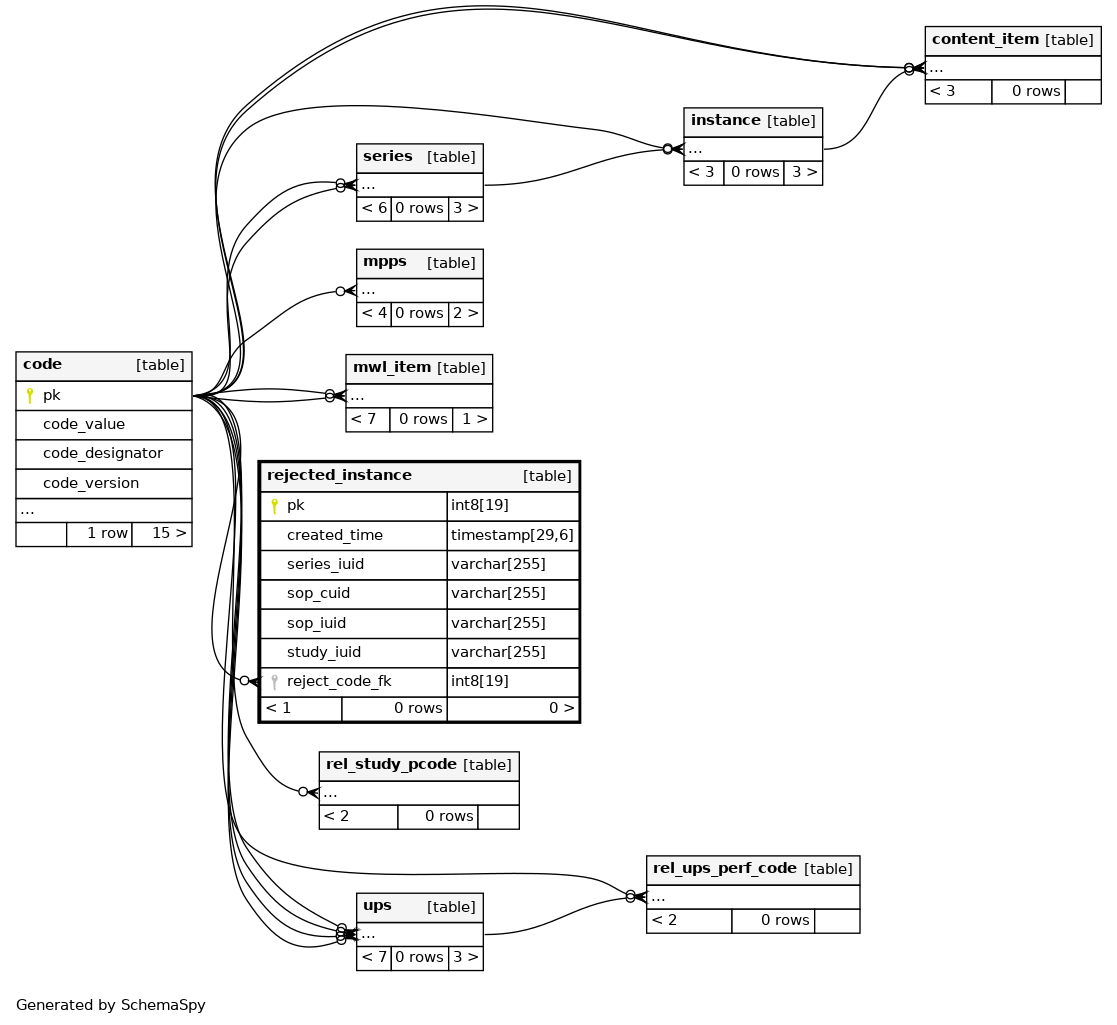 content_item [table]
...
< 3 0 rows
instance [table]
...
< 3 0 rows 3 >
series [table]
...
< 6 0 rows 3 >
mpps [table]
...
< 4 0 rows 2 >
code [table]
pk
code_value
code_designator
code_version
...
1 row 15 >
mwl_item [table]
...
< 7 0 rows 1 >
rejected_instance [table]
pk int8[19]
created_time timestamp[29,6]
series_iuid varchar[255]
sop_cuid varchar[255]
sop_iuid varchar[255]
study_iuid varchar[255]
reject_code_fk int8[19]
< 1 0 rows 0 >
rel_study_pcode [table]
...
< 2 0 rows
rel_ups_perf_code [table]
...
< 2 0 rows
ups [table]
...
< 7 0 rows 3 >
Generated by SchemaSpy